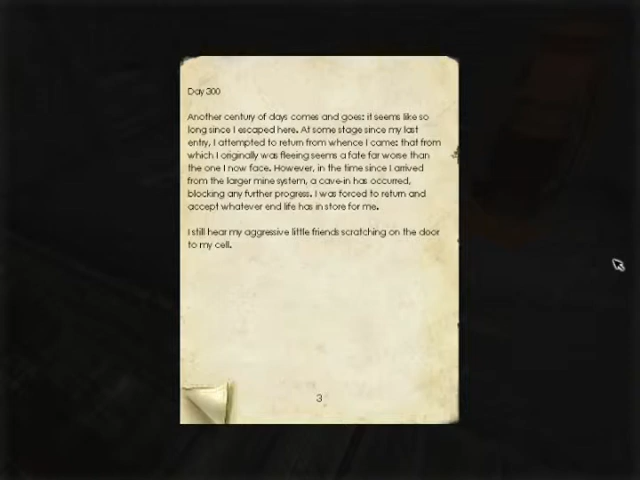 Day 300
Another century of days comes and goes: it seems like so
long since I escaped here. At some stage since my last
entry, I attempted to return from whence I came: that from
which I originally was fleeing seems a fate far worse than
the one I now face. However, in the time since I arrived
from the larger mine system, a cave-in has occurred,
blocking any further progress. I was forced to return and
accept whatever end life has in store for me.
I still hear my aggressive little friends scratching on the door
to my cell.
3